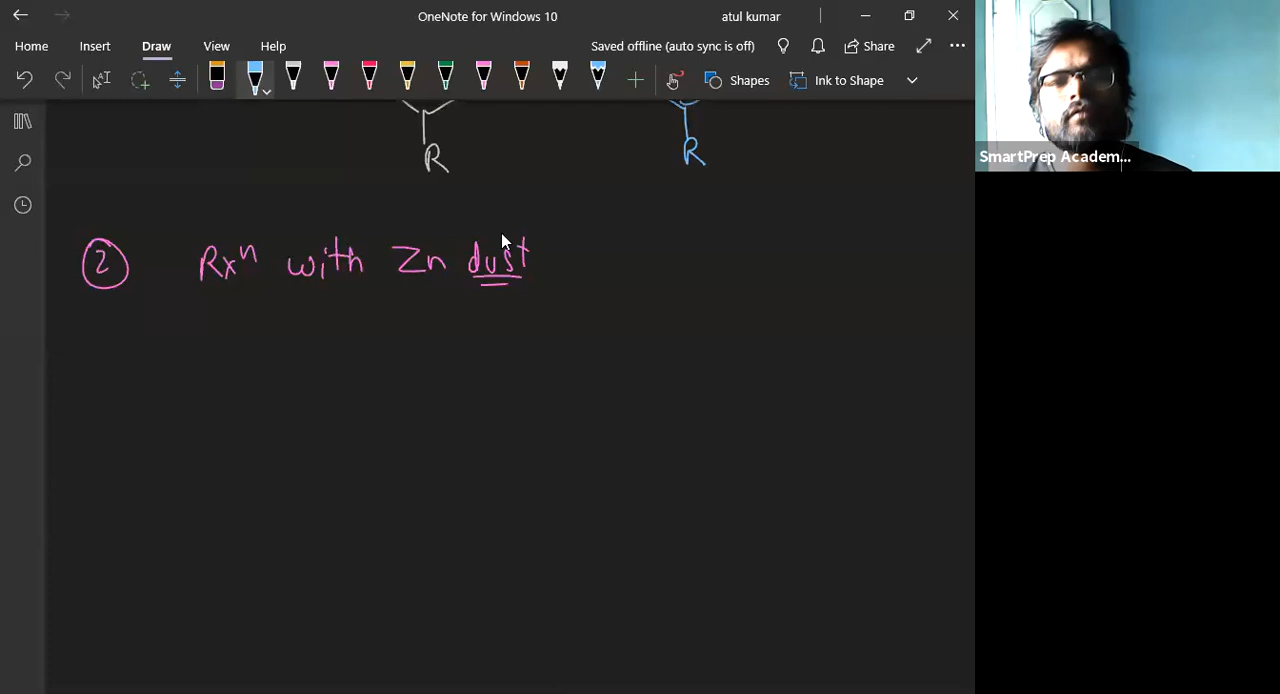 OneNote for Windows 10
atul kumar
Home Insert Draw View Help
Saved offline (auto sync is off)
Share
Shapes
Ink to Shape
R R
SmartPrep Academ...
2 Rxⁿ with Zn dust